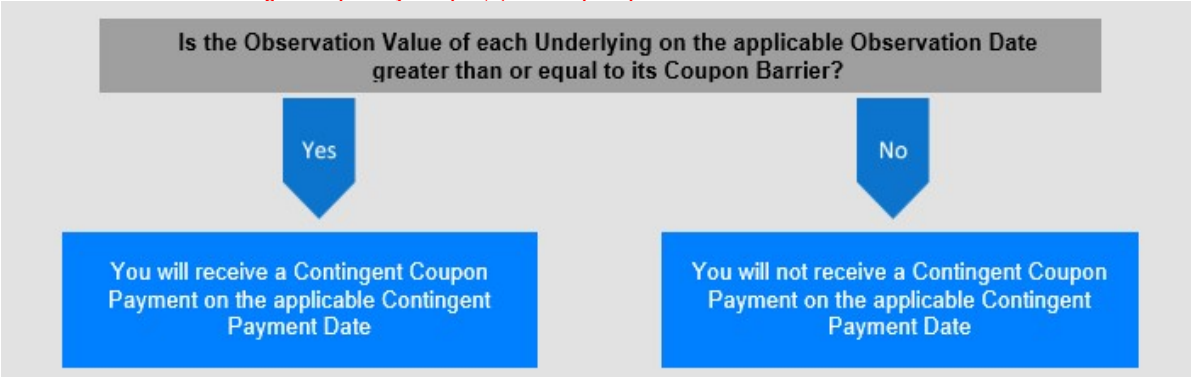 Is the Observation Value of each Underlying on the applicable Observation Date
greater than or equal to its Coupon Barrier?
Yes
No
You will receive a Contingent Coupon
Payment on the applicable Contingent
Payment Date
You will not receive a Contingent Coupon
Payment on the applicable Contingent
Payment Date